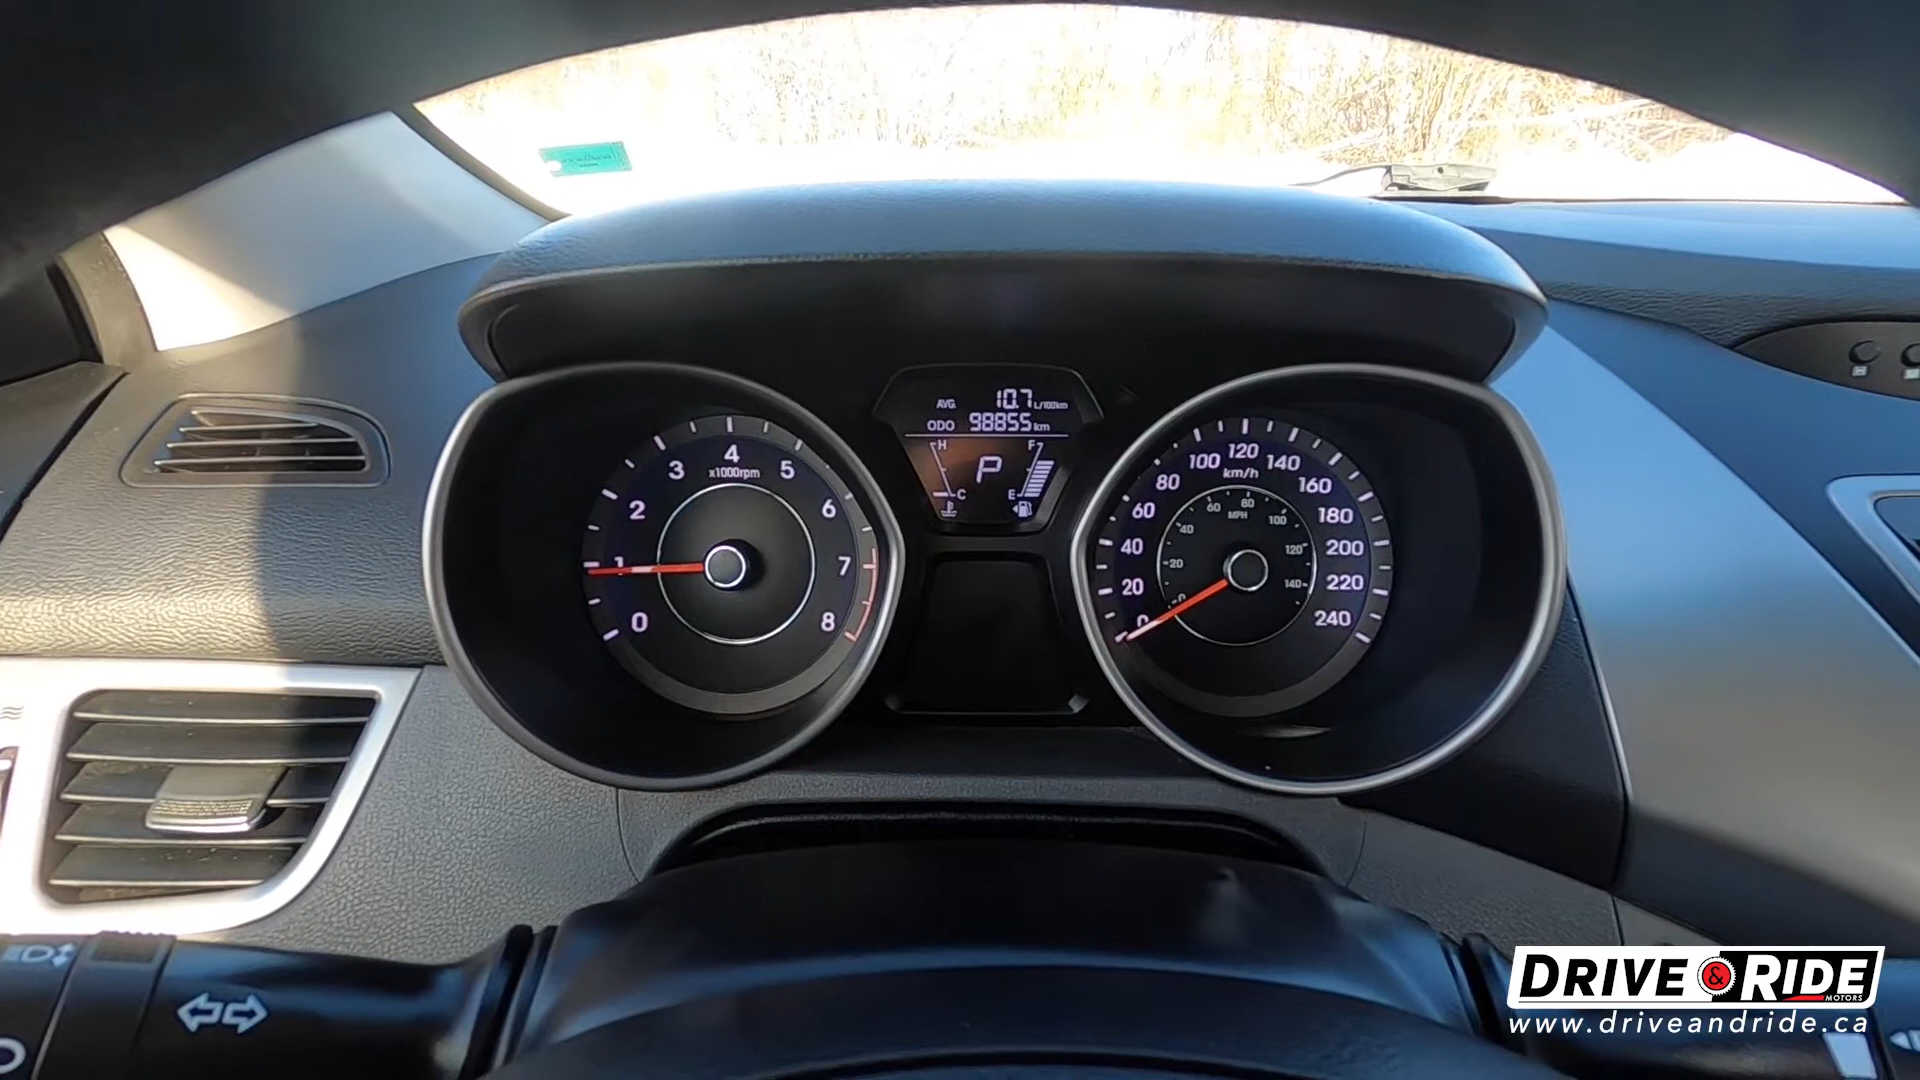 AVG. 10.7 L/100km
ODO 98855 km
H
C
P
F
E
0
1
2
3
4
5
6
7
8
x1000rpm
0
20
40
60
80
100
120
140
160
180
200
220
240
km/h
0
20
40
60
80
100
120
140
MPH
H
DRIVE & RIDE
MOTORS
www.driveandride.ca